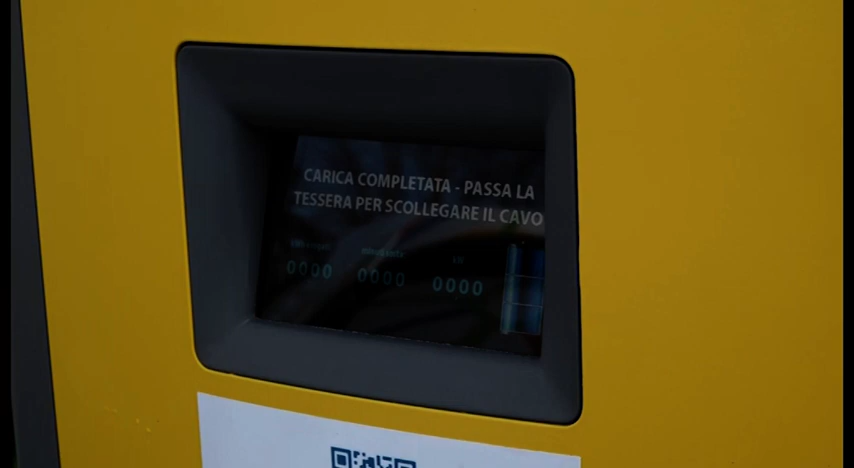 CARICA COMPLETATA - PASSA LA
TESSERA PER SCOLLEGARE IL CAVO
0000 0000 0000